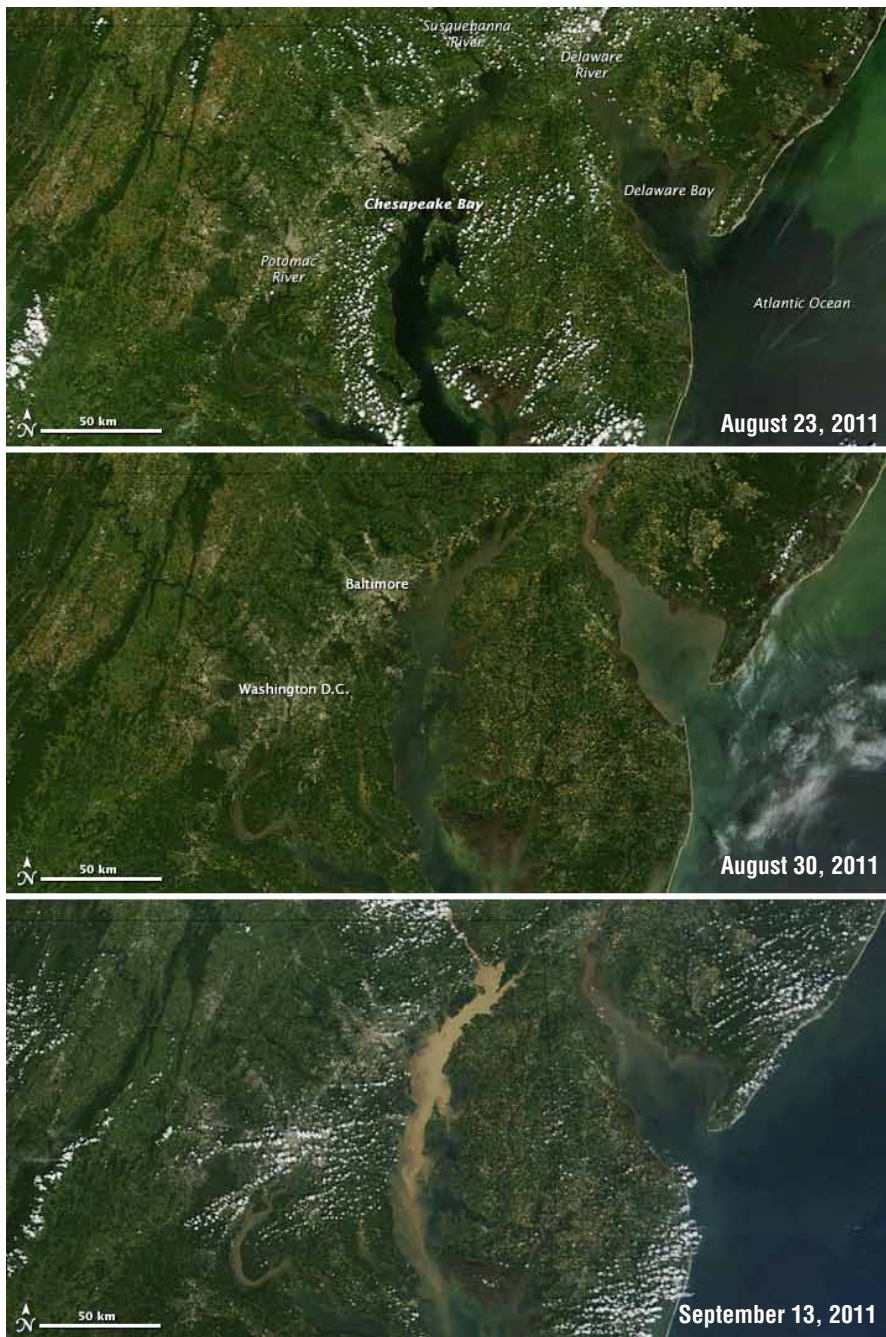 Susquehanna
River
Delaware
River
Chesapeake Bay
Delaware Bay
Potomac
River
Atlantic Ocean
N
50 km
August 23, 2011
Baltimore
Washington D.C.
N
50 km
August 30, 2011
N
50 km
September 13, 2011